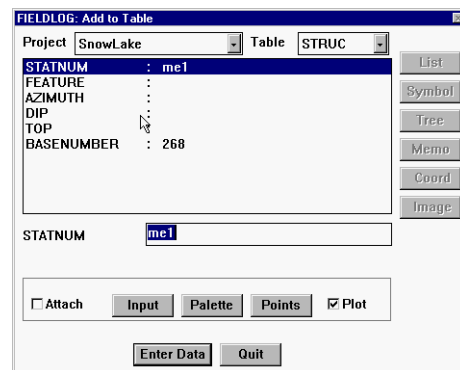 FIELDLOG: Add to Table
Project SnowLake Table STRUC
STATNUM : me1
FEATURE :
AZIMUTH :
DIP :
TOP :
BASENUMBER : 268
List
Symbol
Tree
Memo
Coord
Image
STATNUM me1
Attach Input Palette Points Plot
Enter Data Quit